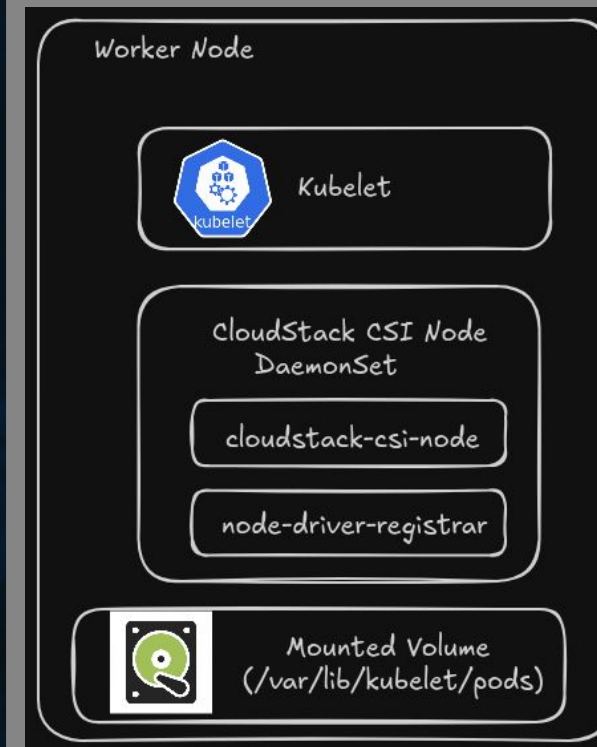 Worker Node
kubelet
Kubelet
CloudStack CSI Node
DaemonSet
cloudstack-csi-node
node-driver-registrar
Mounted Volume
(/var/lib/kubelet/pods)